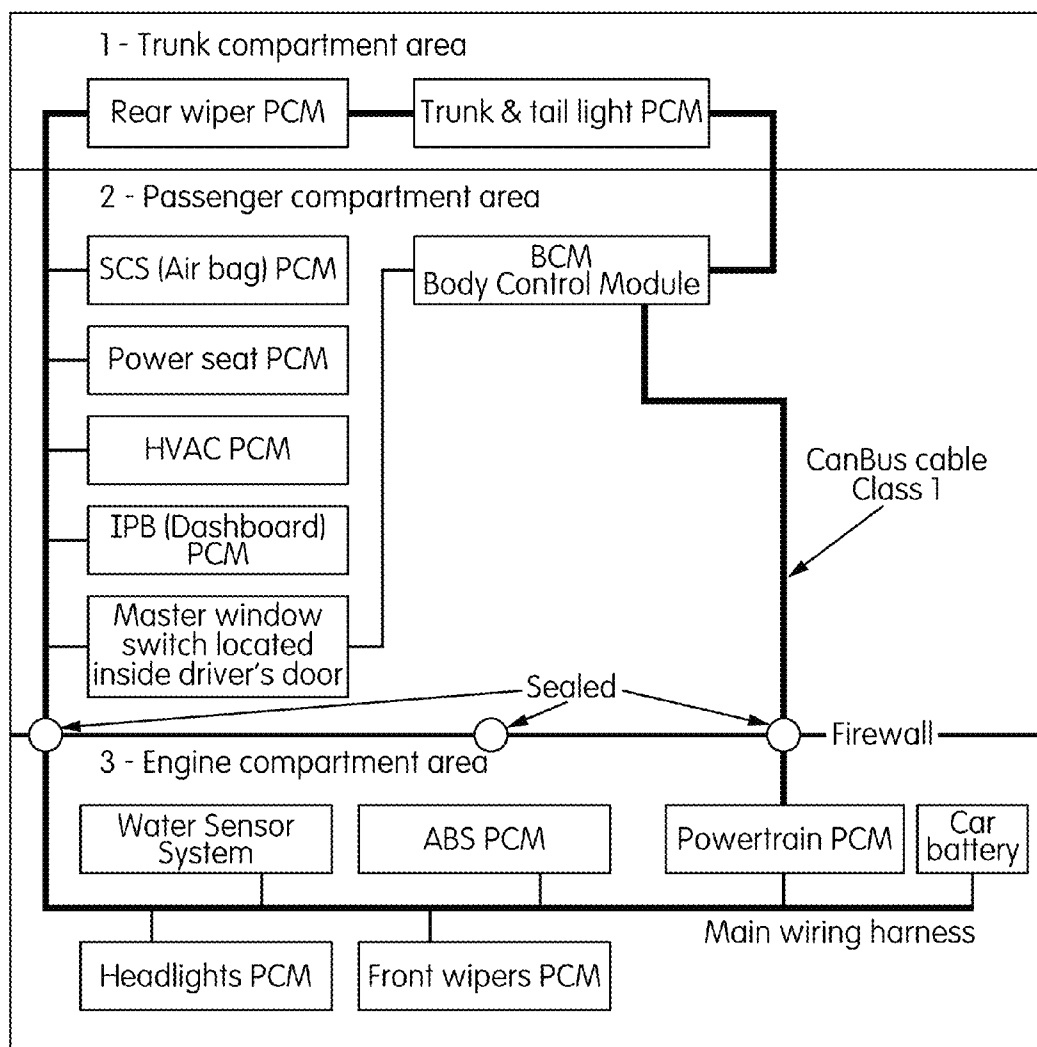 1 - Trunk compartment area
Rear wiper PCM
Trunk & tail light PCM
2 - Passenger compartment area
SCS (Air bag) PCM
BCM
Body Control Module
Power seat PCM
HVAC PCM
CanBus cable
Class 1
IPB (Dashboard)
PCM
Master window
switch located
inside driver's door
Sealed
Firewall
3 - Engine compartment area
Water Sensor
System
ABS PCM
Powertrain PCM
Car
battery
Main wiring harness
Headlights PCM
Front wipers PCM